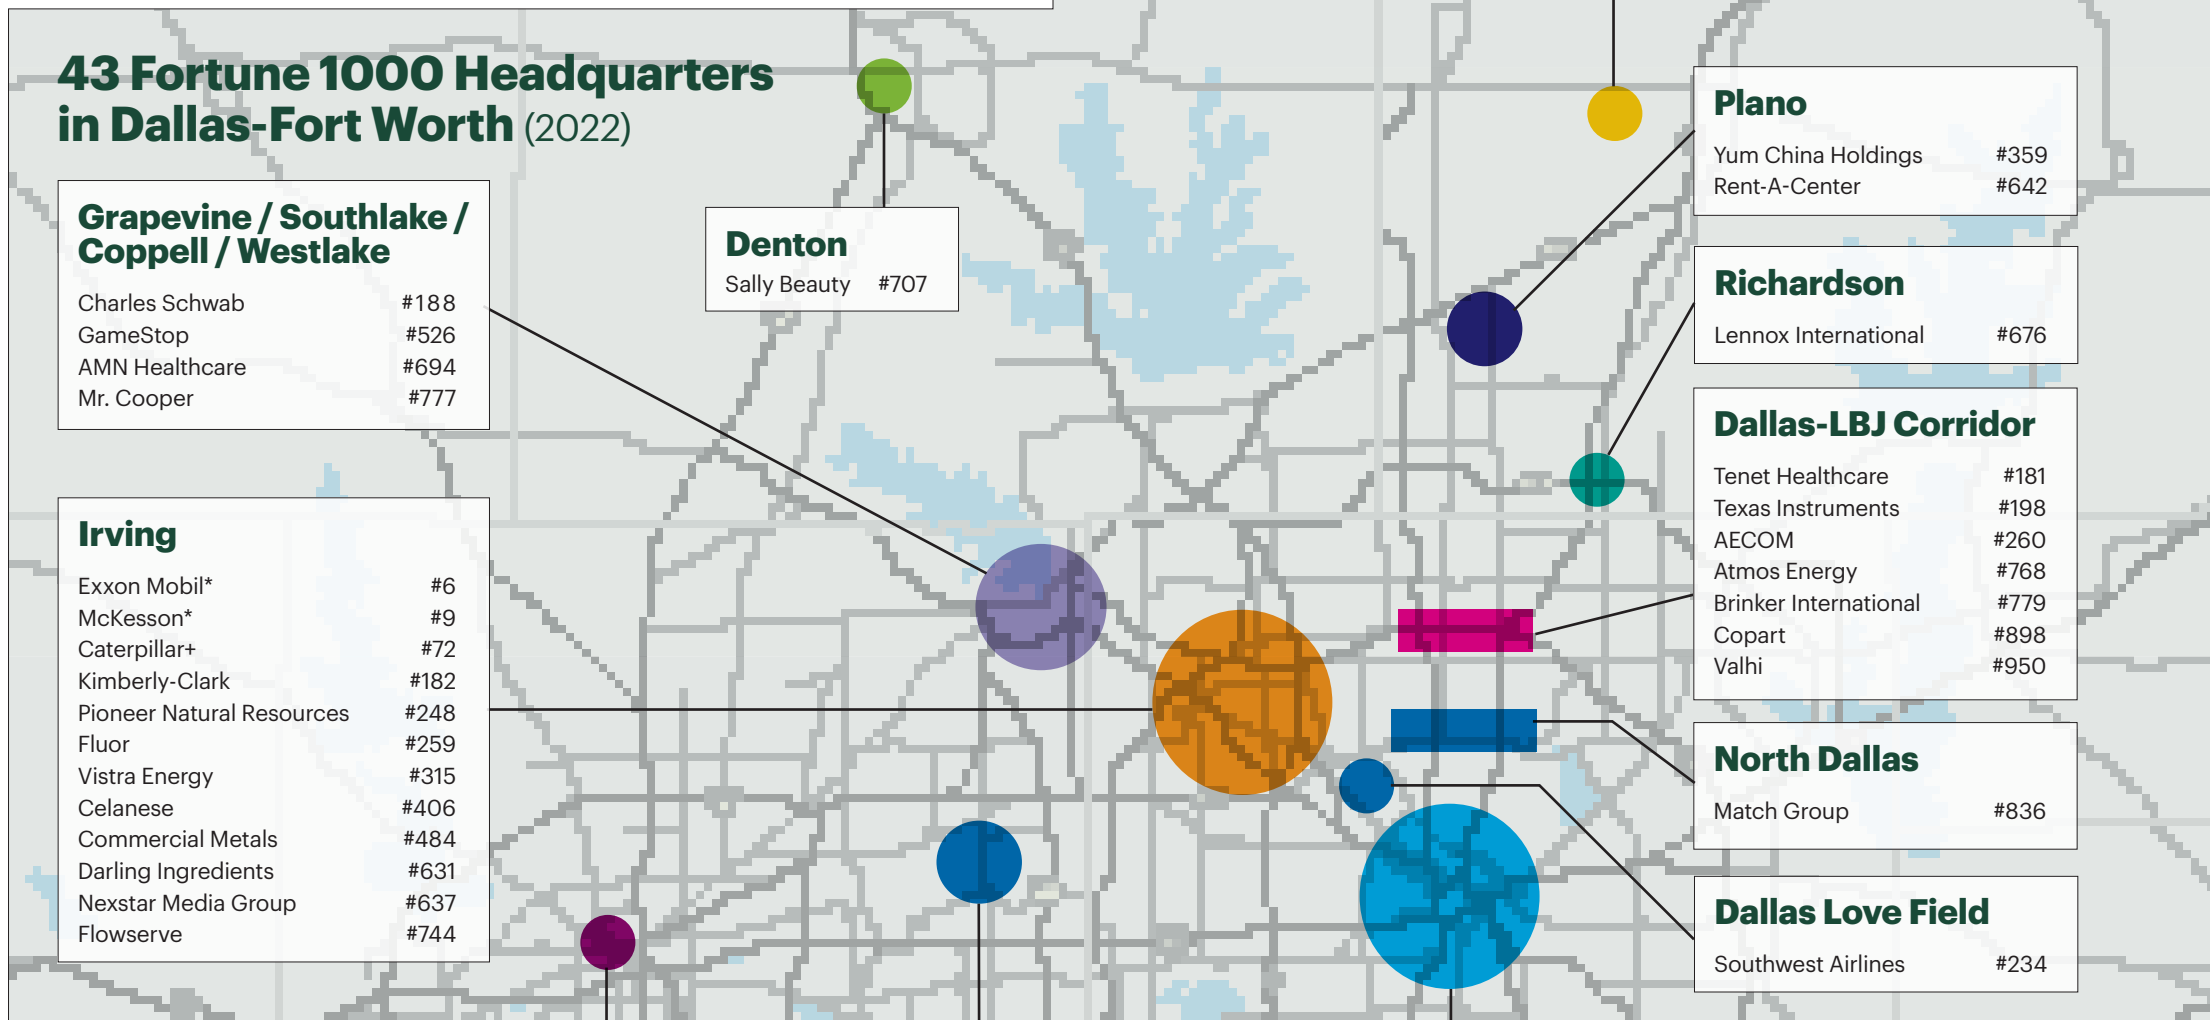 43 Fortune 1000 Headquarters
in Dallas-Fort Worth (2022)
Grapevine / Southlake /
Coppell / Westlake
Charles Schwab #188
GameStop #526
AMN Healthcare #694
Mr. Cooper #777
Irving
Exxon Mobil* #6
McKesson* #9
Caterpillar+ #72
Kimberly-Clark #182
Pioneer Natural Resources #248
Fluor #259
Vistra Energy #315
Celanese #406
Commercial Metals #484
Darling Ingredients #631
Nexstar Media Group #637
Flowserve #744
Denton
Sally Beauty #707
Plano
Yum China Holdings #359
Rent-A-Center #642
Richardson
Lennox International #676
Dallas-LBJ Corridor
Tenet Healthcare #181
Texas Instruments #198
AECOM #260
Atmos Energy #768
Brinker International #779
Copart #898
Valhi #950
North Dallas
Match Group #836
Dallas Love Field
Southwest Airlines #234